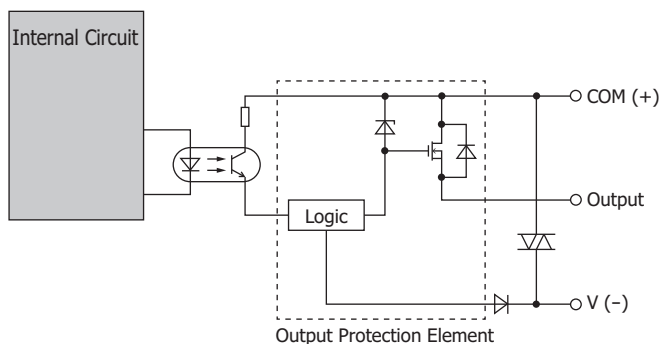 Internal Circuit
COM (+)
Logic
Output
V (−)
Output Protection Element